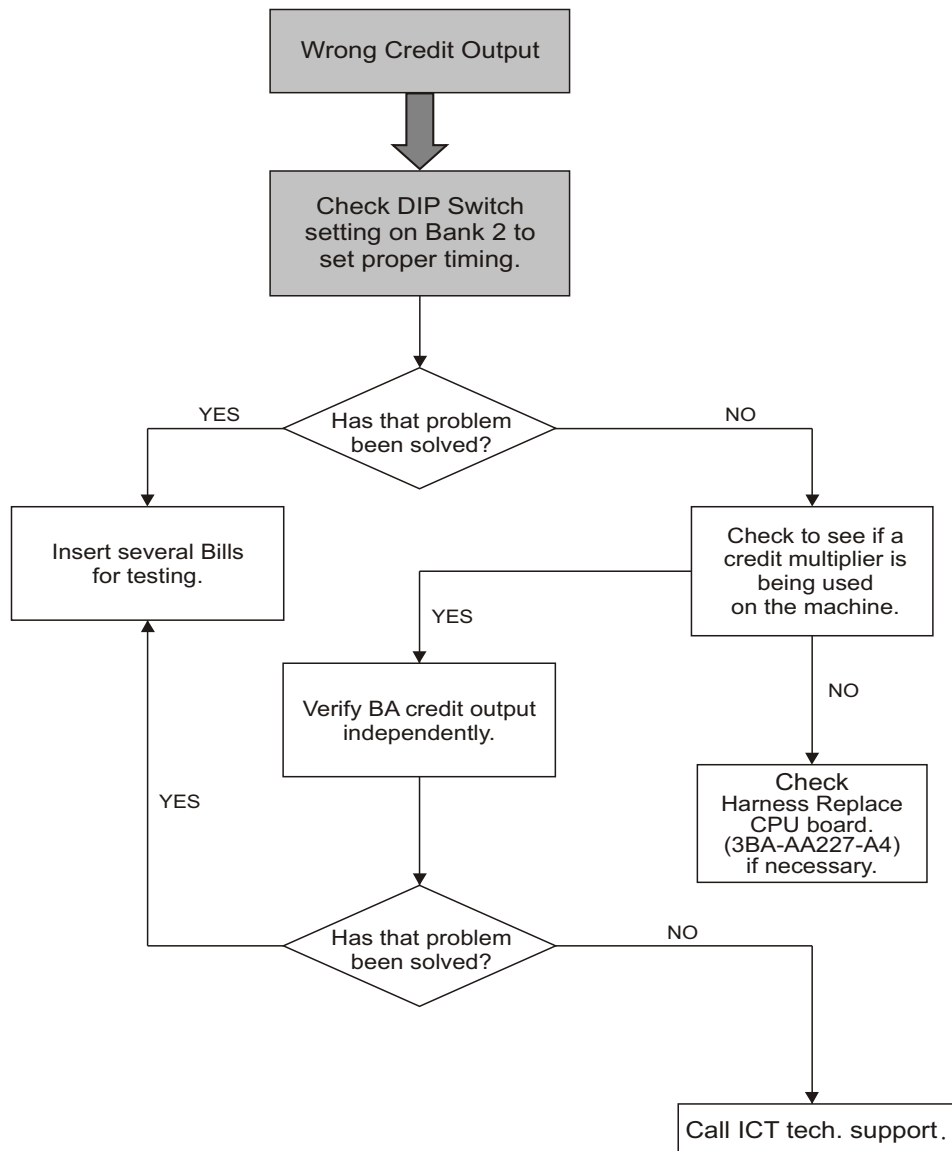 Wrong Credit Output
Check DIP Switch
setting on Bank 2 to
set proper timing.
Has that problem
been solved?
YES
NO
Insert several Bills
for testing.
Check to see if a
credit multiplier is
being used
on the machine.
YES
NO
Verify BA credit output
independently.
Check
Harness Replace
CPU board.
(3BA-AA227-A4)
if necessary.
YES
Has that problem
been solved?
NO
Call ICT tech. support.